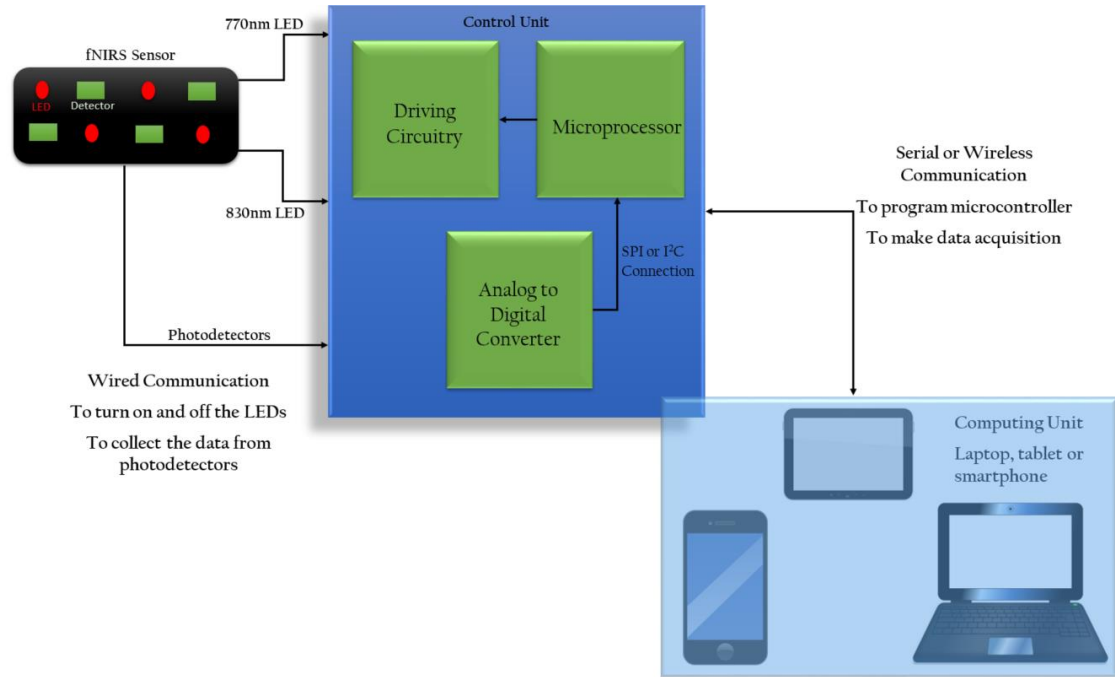 770nm LED
fNIRS Sensor
LED
Detector
830nm LED
Photodetectors
Wired Communication
To turn on and off the LEDs
To collect the data from
photodetectors
Control Unit
Driving
Circuitry
Microprocessor
SPI or I²C
Connection
Analog to
Digital
Converter
Serial or Wireless
Communication
To program microcontroller
To make data acquisition
Computing Unit
Laptop, tablet or
smartphone